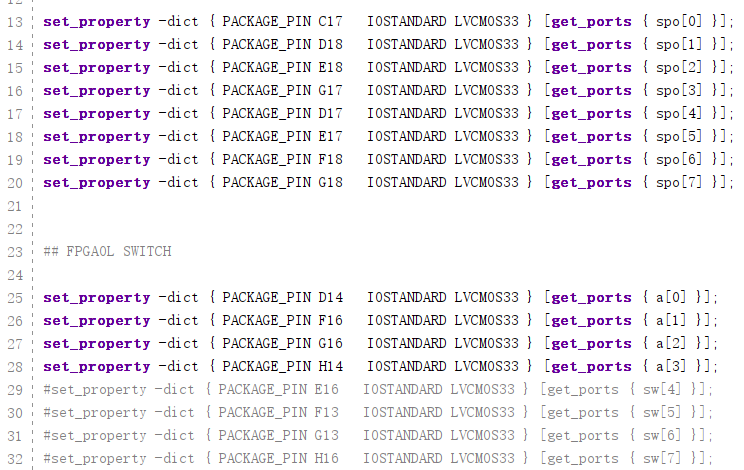 13 set_property -dict { PACKAGE_PIN C17 IOSTANDARD LVCMOS33 } [get_ports { spo[0] }];
14 set_property -dict { PACKAGE_PIN D18 IOSTANDARD LVCMOS33 } [get_ports { spo[1] }];
15 set_property -dict { PACKAGE_PIN E18 IOSTANDARD LVCMOS33 } [get_ports { spo[2] }];
16 set_property -dict { PACKAGE_PIN G17 IOSTANDARD LVCMOS33 } [get_ports { spo[3] }];
17 set_property -dict { PACKAGE_PIN D17 IOSTANDARD LVCMOS33 } [get_ports { spo[4] }];
18 set_property -dict { PACKAGE_PIN E17 IOSTANDARD LVCMOS33 } [get_ports { spo[5] }];
19 set_property -dict { PACKAGE_PIN F18 IOSTANDARD LVCMOS33 } [get_ports { spo[6] }];
20 set_property -dict { PACKAGE_PIN G18 IOSTANDARD LVCMOS33 } [get_ports { spo[7] }];
21
22
23 ## FPGAOL SWITCH
24
25 set_property -dict { PACKAGE_PIN D14 IOSTANDARD LVCMOS33 } [get_ports { a[0] }];
26 set_property -dict { PACKAGE_PIN F16 IOSTANDARD LVCMOS33 } [get_ports { a[1] }];
27 set_property -dict { PACKAGE_PIN G16 IOSTANDARD LVCMOS33 } [get_ports { a[2] }];
28 set_property -dict { PACKAGE_PIN H14 IOSTANDARD LVCMOS33 } [get_ports { a[3] }];
29 #set_property -dict { PACKAGE_PIN E16 IOSTANDARD LVCMOS33 } [get_ports { sw[4] }];
30 #set_property -dict { PACKAGE_PIN F13 IOSTANDARD LVCMOS33 } [get_ports { sw[5] }];
31 #set_property -dict { PACKAGE_PIN G13 IOSTANDARD LVCMOS33 } [get_ports { sw[6] }];
32 #set_property -dict { PACKAGE_PIN H16 IOSTANDARD LVCMOS33 } [get_ports { sw[7] }];